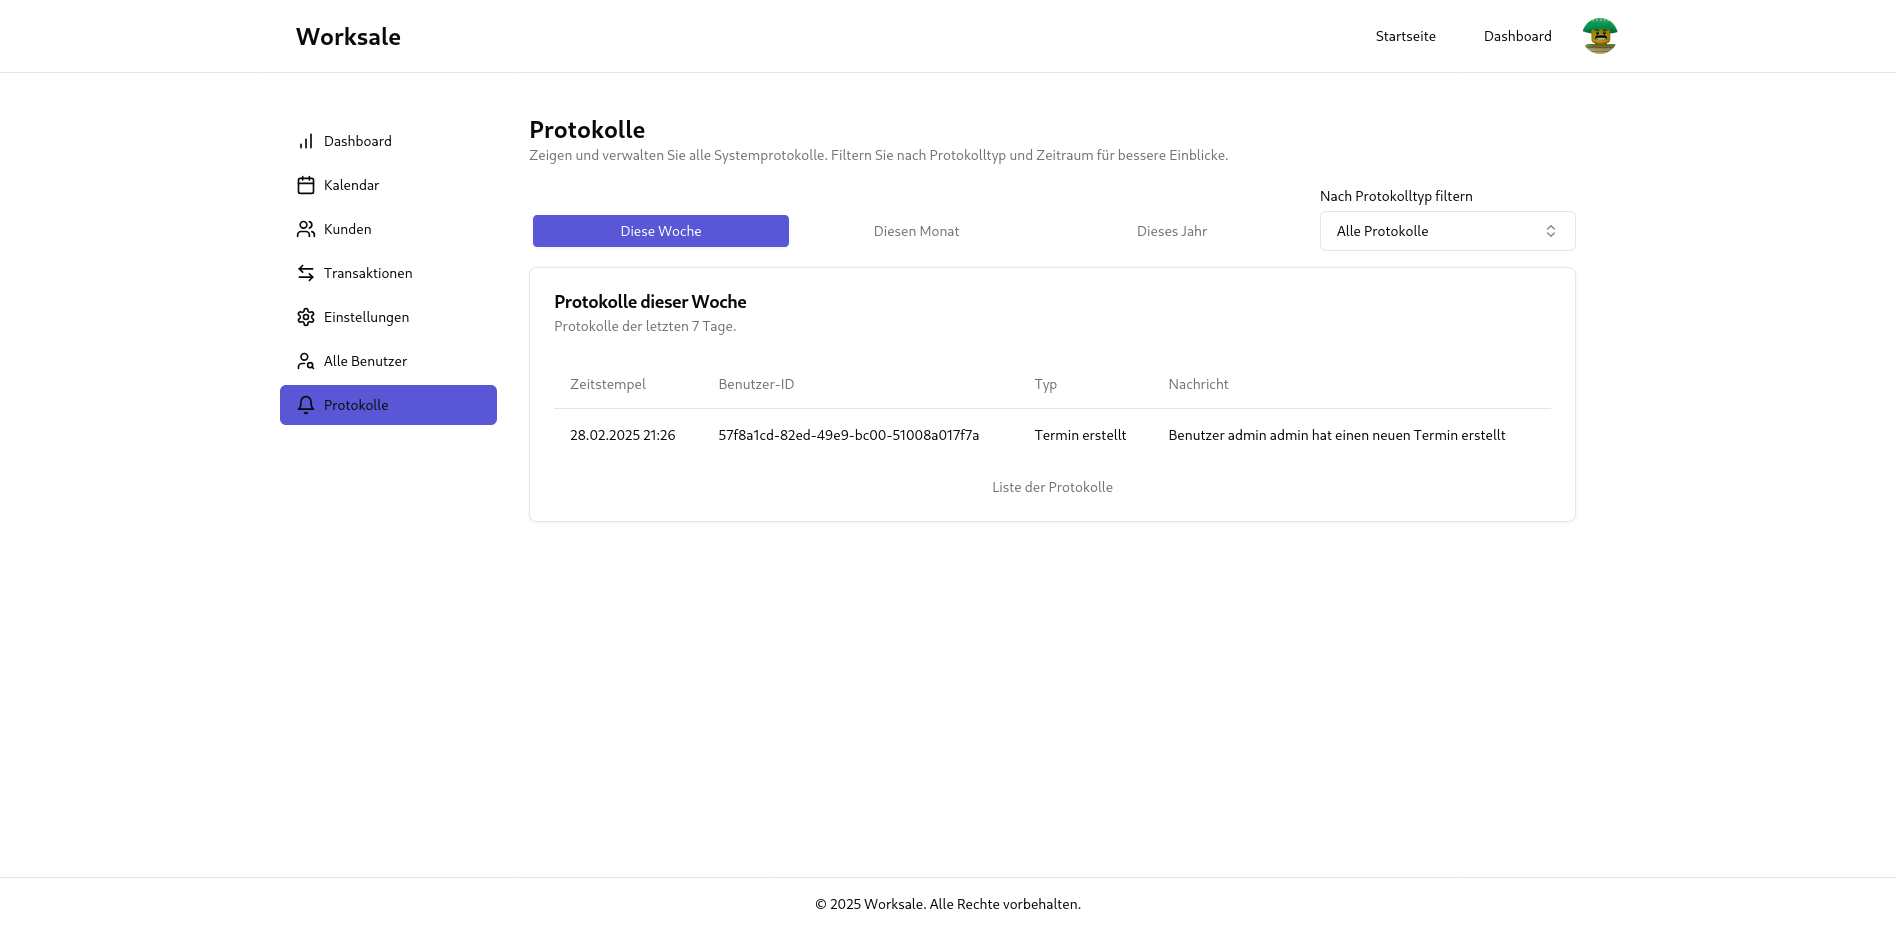 Worksale
Startseite
Dashboard
Dashboard
Kalendar
Kunden
Transaktionen
Einstellungen
Alle Benutzer
Protokolle
Protokolle
Zeigen und verwalten Sie alle Systemprotokolle. Filtern Sie nach Protokolltyp und Zeitraum für bessere Einblicke.
Nach Protokolltyp filtern
Diese Woche
Diesen Monat
Dieses Jahr
Alle Protokolle
Protokolle dieser Woche
Protokolle der letzten 7 Tage.
Zeitstempel Benutzer-ID Typ Nachricht
28.02.2025 21:26 57f8a1cd-82ed-49e9-bc00-51008a017f7a Termin erstellt Benutzer admin admin hat einen neuen Termin erstellt
Liste der Protokolle
© 2025 Worksale. Alle Rechte vorbehalten.